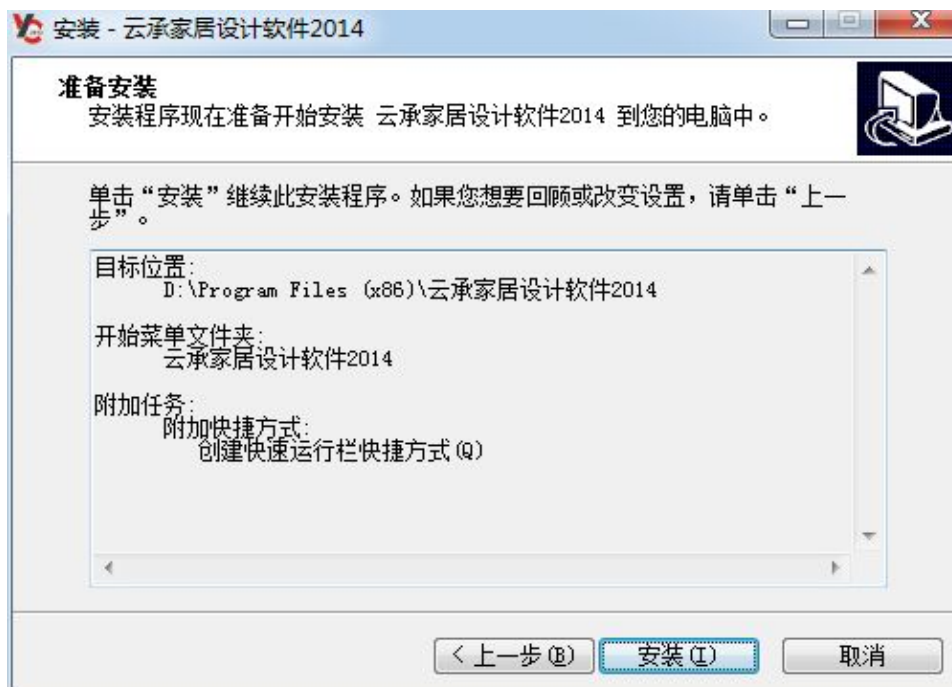 安装 - 云承家居设计软件2014
准备安装
安装程序现在准备开始安装 云承家居设计软件2014 到您的电脑中。
单击“安装”继续此安装程序。如果您想要回顾或改变设置，请单击“上一
步”。
目标位置:
D:\Program Files (x86)\云承家居设计软件2014
开始菜单文件夹:
云承家居设计软件2014
附加任务:
附加快捷方式:
创建快速运行栏快捷方式(Q)
< 上一步(B)
安装(I)
取消